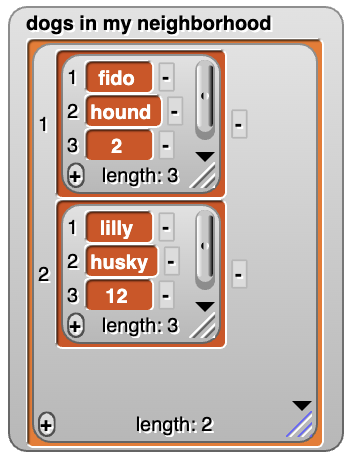 dogs in my neighborhood
1
1 fido -
2 hound -
3 2 -
+ length: 3
-
2
1 lilly -
2 husky -
3 12 -
+ length: 3
-
+ length: 2